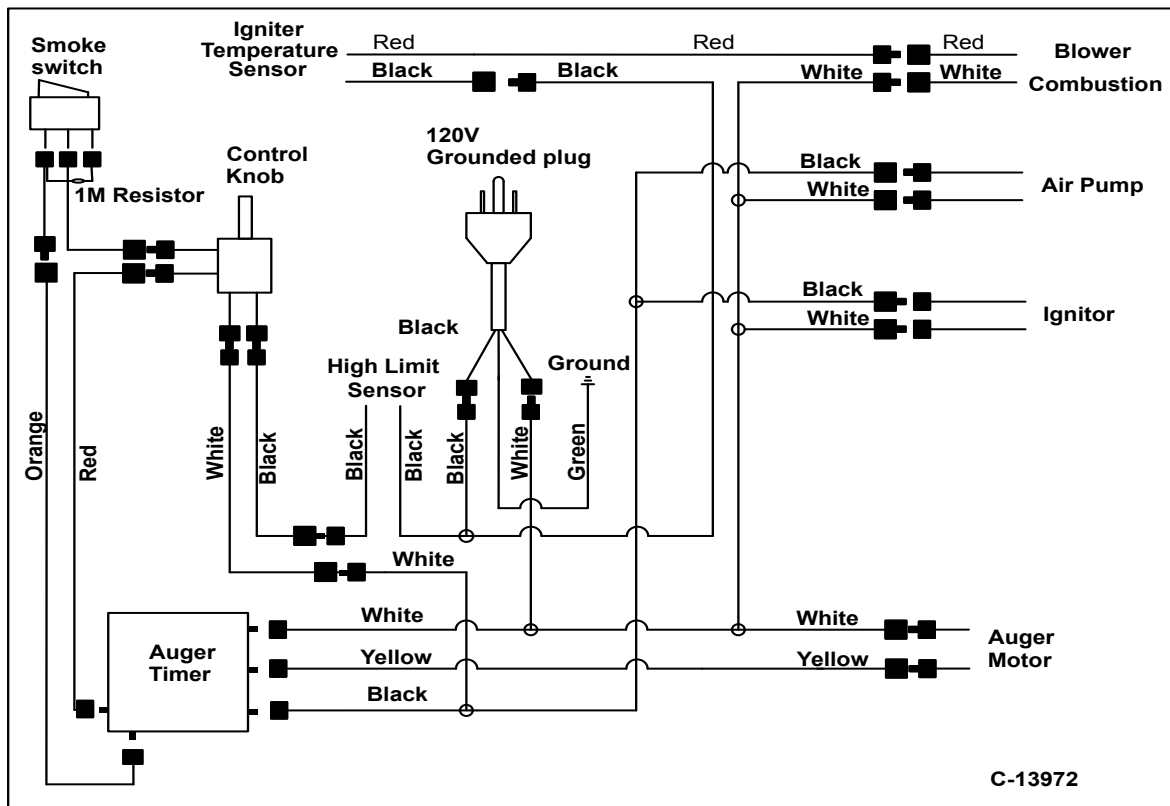 Smoke
switch
Igniter
Temperature
Sensor
Red
Red
Red
Blower
Black
Black
White
White
Combustion
120V
Grounded plug
Control
Knob
1M Resistor
Black
White
Air Pump
Black
White
Ignitor
Black
High Limit
Sensor
Ground
Orange
Red
White
Black
Black
Black
Black
White
Green
White
White
White
Auger
Timer
Yellow
Yellow
Auger
Motor
Black
C-13972